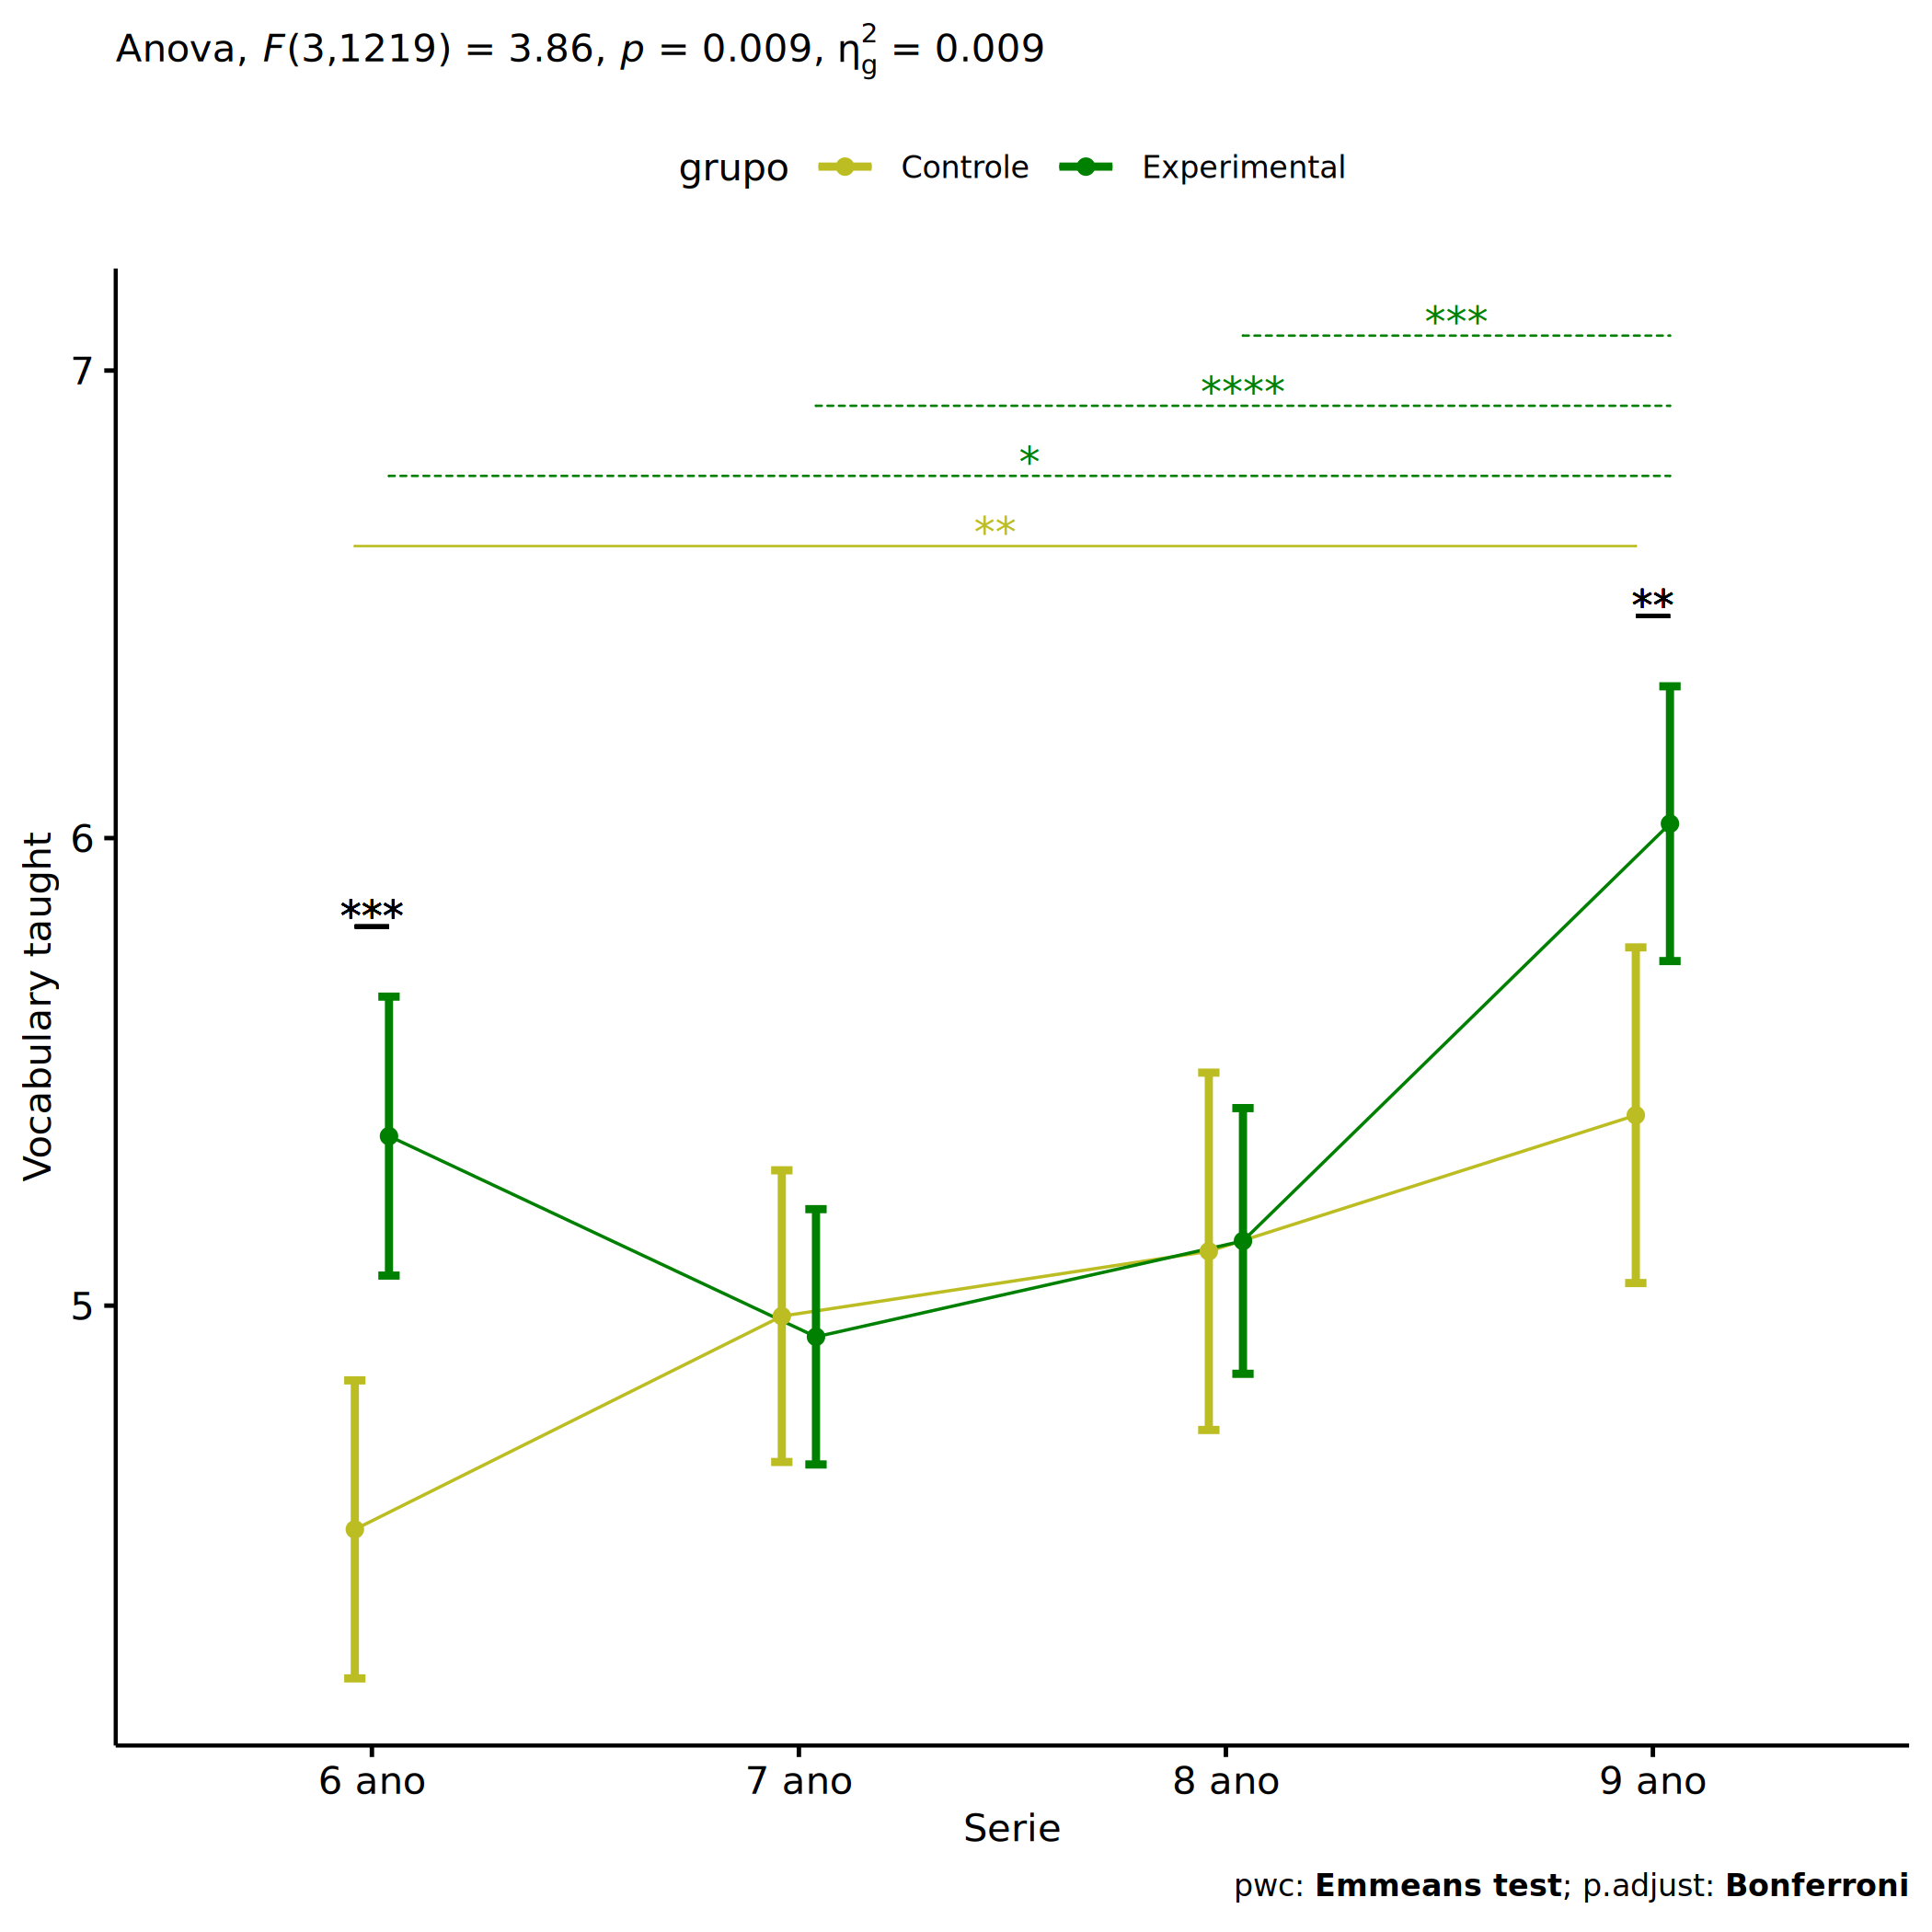 Anova, F(3,1219) = 3.86, p = 0.009, η²g = 0.009
grupo Controle Experimental
***
7
****
*
**
**
6
***
5
Vocabulary taught
6 ano 7 ano 8 ano 9 ano
Serie
pwc: Emmeans test; p.adjust: Bonferroni